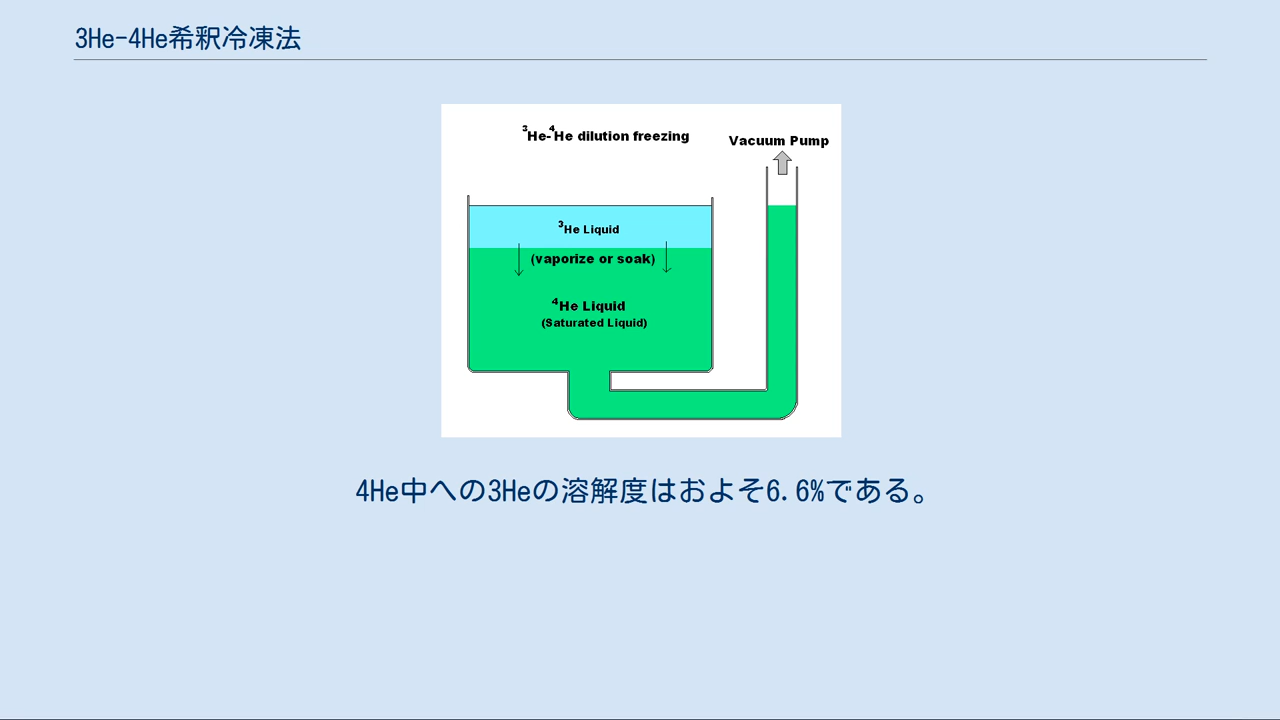 3He-4He希釈冷凍法
³He-⁴He dilution freezing
Vacuum Pump
³He Liquid
(vaporize or soak)
⁴He Liquid
(Saturated Liquid)
4He中への3Heの溶解度はおよそ6.6%である。